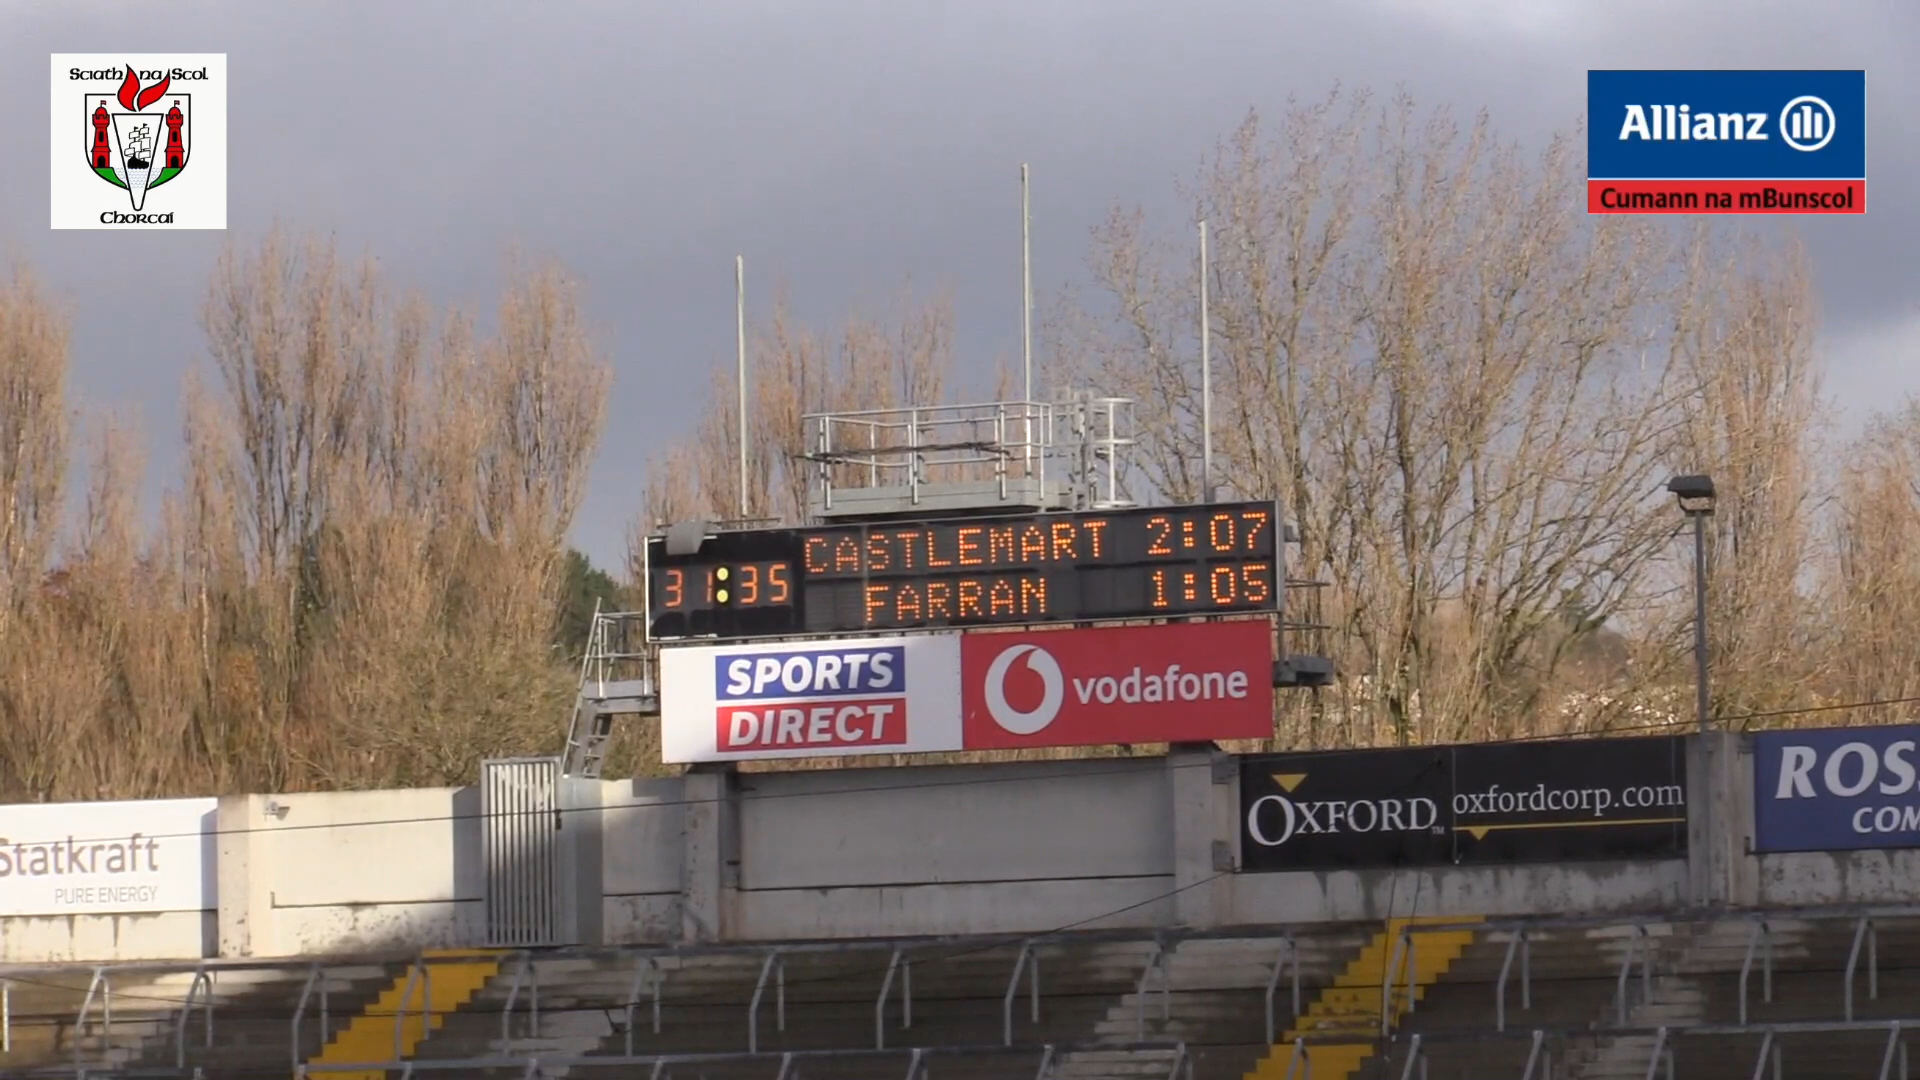 Sciath na Scol
Chorcaí
Allianz
Cumann na mBunscol
31:35
CASTLEMART 2:07
FARRAN 1:05
SPORTS
DIRECT
vodafone
Statkraft
PURE ENERGY
OXFORD™
oxfordcorp.com
ROS
COM